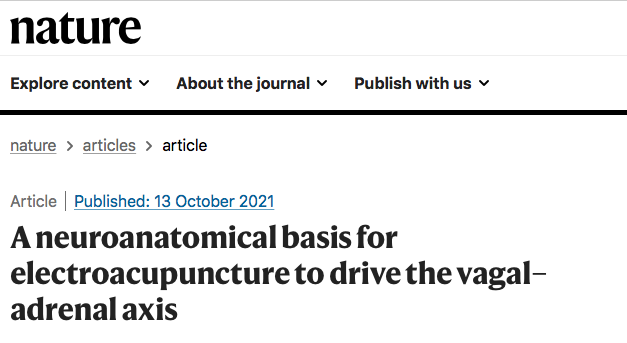 nature
Explore content About the journal Publish with us
nature > articles > article
Article | Published: 13 October 2021
A neuroanatomical basis for
electroacupuncture to drive the vagal–
adrenal axis